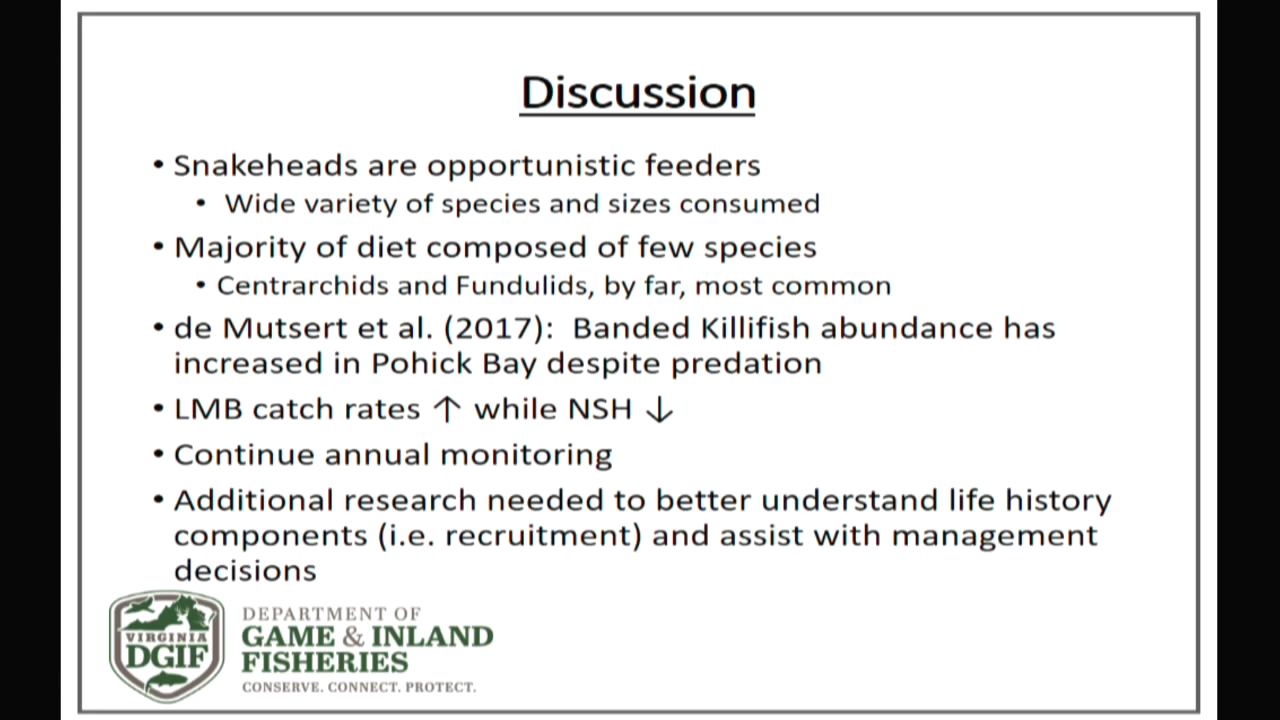 Discussion
• Snakeheads are opportunistic feeders
• Wide variety of species and sizes consumed
• Majority of diet composed of few species
• Centrarchids and Fundulids, by far, most common
• de Mutsert et al. (2017): Banded Killifish abundance has
increased in Pohick Bay despite predation
• LMB catch rates ↑ while NSH ↓
• Continue annual monitoring
• Additional research needed to better understand life history
components (i.e. recruitment) and assist with management
decisions
VIRGINIA
DGIF
DEPARTMENT OF
GAME & INLAND
FISHERIES
CONSERVE. CONNECT. PROTECT.